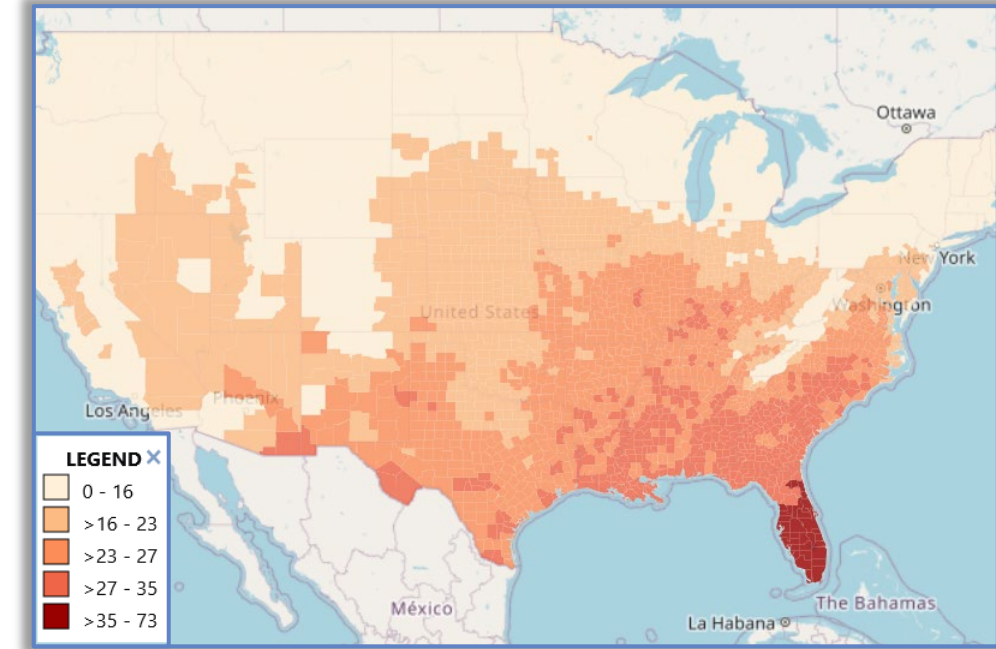 Ottawa
New York
United States
Washington
Phoenix
Los Angeles
LEGEND ×
0 - 16
>16 - 23
>23 - 27
>27 - 35
>35 - 73
México
La Habana
The Bahamas